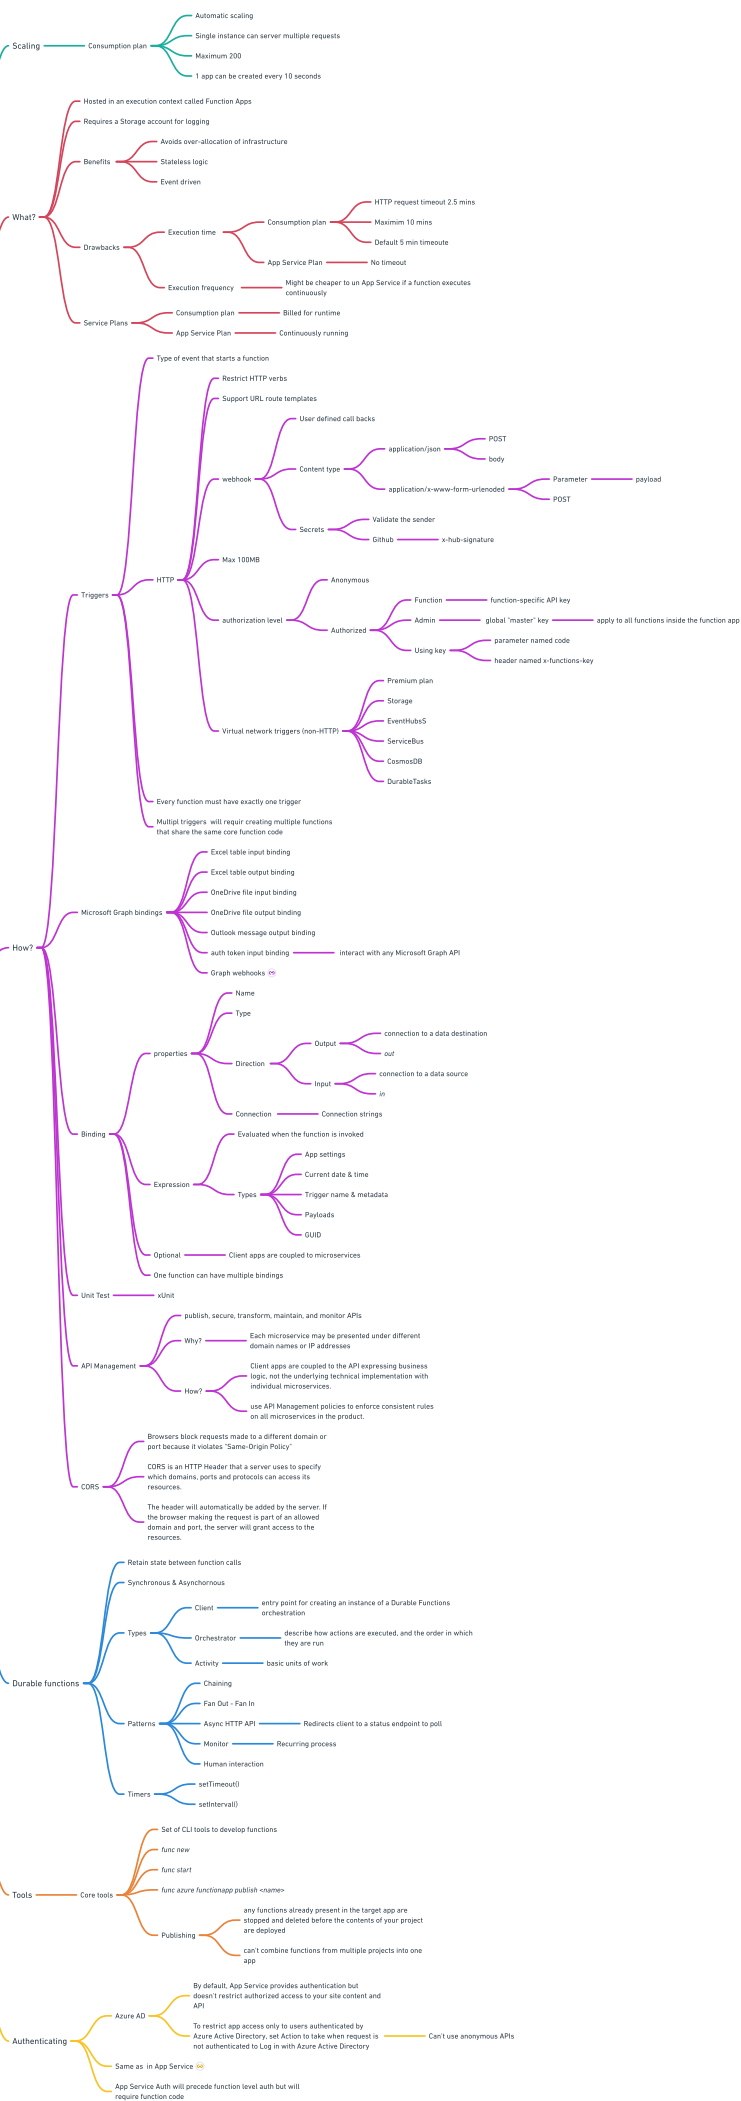 Scaling
Consumption plan
Automatic scaling
Single instance can server multiple requests
Maximum 200
1 app can be created every 10 seconds
What?
Hosted in an execution context called Function Apps
Requires a Storage account for logging
Benefits
Avoids over-allocation of infrastructure
Stateless logic
Event driven
Drawbacks
Execution time
Consumption plan
HTTP request timeout 2.5 mins
Maximim 10 mins
Default 5 min timeoute
App Service Plan
No timeout
Execution frequency
Might be cheaper to un App Service if a function executes
continuously
Service Plans
Consumption plan
Billed for runtime
App Service Plan
Continuously running
How?
Triggers
Type of event that starts a function
HTTP
Restrict HTTP verbs
Support URL route templates
webhook
User defined call backs
Content type
application/json
POST
body
application/x-www-form-urlenoded
Parameter
payload
POST
Secrets
Validate the sender
Github
x-hub-signature
Max 100MB
authorization level
Anonymous
Authorized
Function
function-specific API key
Admin
global "master" key
apply to all functions inside the function app
Using key
parameter named code
header named x-functions-key
Virtual network triggers (non-HTTP)
Premium plan
Storage
EventHubsS
ServiceBus
CosmosDB
DurableTasks
Every function must have exactly one trigger
Multipl triggers will requir creating multiple functions
that share the same core function code
Microsoft Graph bindings
Excel table input binding
Excel table output binding
OneDrive file input binding
OneDrive file output binding
Outlook message output binding
auth token input binding
interact with any Microsoft Graph API
Graph webhooks
Binding
properties
Name
Type
Direction
Output
connection to a data destination
out
Input
connection to a data source
in
Connection
Connection strings
Expression
Evaluated when the function is invoked
Types
App settings
Current date & time
Trigger name & metadata
Payloads
GUID
Optional
Client apps are coupled to microservices
One function can have multiple bindings
Unit Test
xUnit
API Management
publish, secure, transform, maintain, and monitor APIs
Why?
Each microservice may be presented under different
domain names or IP addresses
How?
Client apps are coupled to the API expressing business
logic, not the underlying technical implementation with
individual microservices.
use API Management policies to enforce consistent rules
on all microservices in the product.
CORS
Browsers block requests made to a different domain or
port because it violates "Same-Origin Policy"
CORS is an HTTP Header that a server uses to specify
which domains, ports and protocols can access its
resources.
The header will automatically be added by the server. If
the browser making the request is part of an allowed
domain and port, the server will grant access to the
resources.
Durable functions
Retain state between function calls
Synchronous & Asynchornous
Types
Client
entry point for creating an instance of a Durable Functions
orchestration
Orchestrator
describe how actions are executed, and the order in which
they are run
Activity
basic units of work
Patterns
Chaining
Fan Out - Fan In
Async HTTP API
Redirects client to a status endpoint to poll
Monitor
Recurring process
Human interaction
Timers
setTimeout()
setInterval()
Tools
Core tools
Set of CLI tools to develop functions
func new
func start
func azure functionapp publish <name>
Publishing
any functions already present in the target app are
stopped and deleted before the contents of your project
are deployed
can't combine functions from multiple projects into one
app
Authenticating
Azure AD
By default, App Service provides authentication but
doesn't restrict authorized access to your site content and
API
To restrict app access only to users authenticated by
Azure Active Directory, set Action to take when request is
not authenticated to Log in with Azure Active Directory
Can't use anonymous APIs
Same as in App Service
App Service Auth will precede function level auth but will
require function code